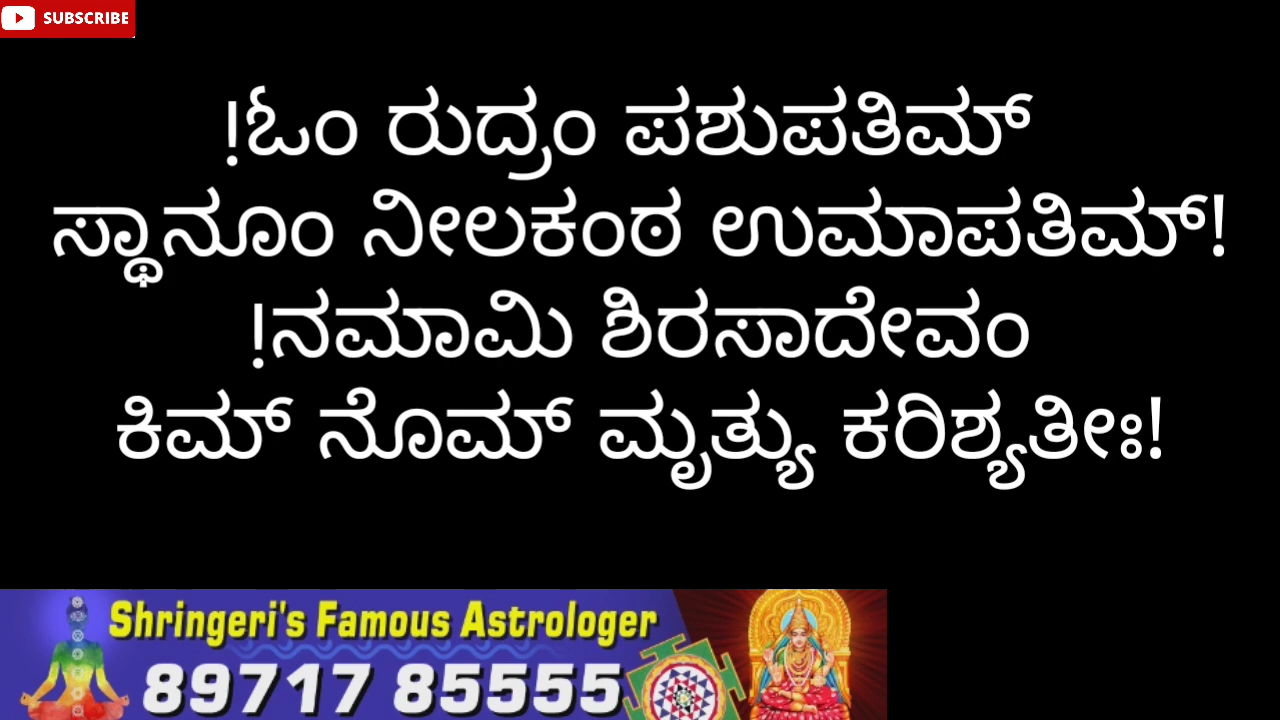 SUBSCRIBE
!ಓಂ ರುದ್ರಂ ಪಶುಪತಿಮ್
ಸ್ಥಾನೂಂ ನೀಲಕಂಠ ಉಮಾಪತಿಮ್!
!ನಮಾಮಿ ಶಿರಸಾದೇವಂ
ಕಿಮ್ ನೊಮ್ ಮೃತ್ಯು ಕರಿಶ್ಯತೀಃ!
Shringeri's Famous Astrologer
89717 85555